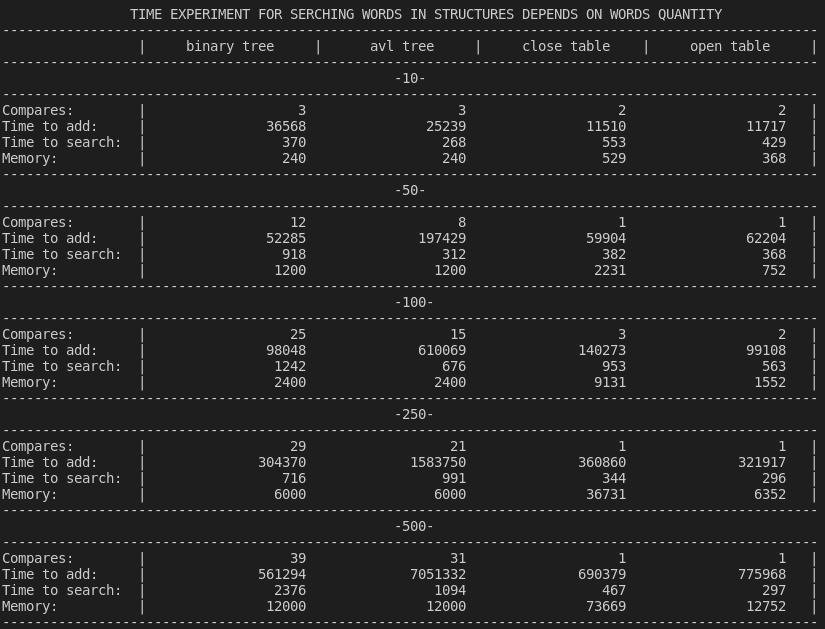 TIME EXPERIMENT FOR SERCHING WORDS IN STRUCTURES DEPENDS ON WORDS QUANTITY
| binary tree | avl tree | close table | open table |
-10-
Compares: | 3 3 2 2 |
Time to add: | 36568 25239 11510 11717 |
Time to search: | 370 268 553 429 |
Memory: | 240 240 529 368 |
-50-
Compares: | 12 8 1 1 |
Time to add: | 52285 197429 59904 62204 |
Time to search: | 918 312 382 368 |
Memory: | 1200 1200 2231 752 |
-100-
Compares: | 25 15 3 2 |
Time to add: | 98048 610069 140273 99108 |
Time to search: | 1242 676 953 563 |
Memory: | 2400 2400 9131 1552 |
-250-
Compares: | 29 21 1 1 |
Time to add: | 304370 1583750 360860 321917 |
Time to search: | 716 991 344 296 |
Memory: | 6000 6000 36731 6352 |
-500-
Compares: | 39 31 1 1 |
Time to add: | 561294 7051332 690379 775968 |
Time to search: | 2376 1094 467 297 |
Memory: | 12000 12000 73669 12752 |